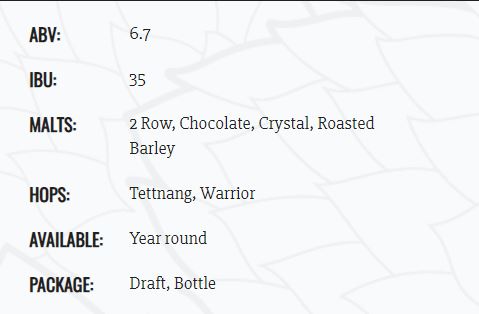 ABV: 6.7
IBU: 35
MALTS: 2 Row, Chocolate, Crystal, Roasted
Barley
HOPS: Tettnang, Warrior
AVAILABLE: Year round
PACKAGE: Draft, Bottle